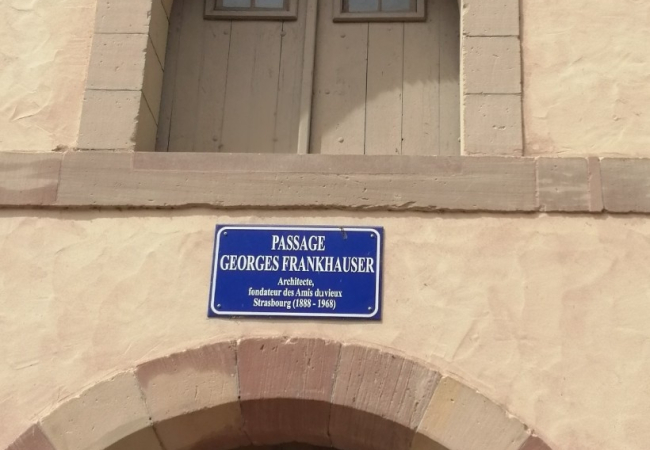 PASSAGE
GEORGES FRANKHAUSER
Architecte,
fondateur des Amis du vieux
Strasbourg (1888 - 1968)